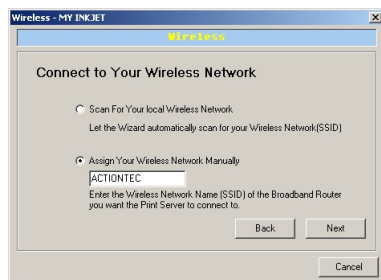 Wireless - MY INKJET
Wireless
Connect to Your Wireless Network
Scan For Your local Wireless Network
Let the Wizard automatically scan for your Wireless Network(SSID)
Assign Your Wireless Network Manually
ACTIONTEC
Enter the Wireless Network Name (SSID) of the Broadband Router
you want the Print Server to connect to.
Back
Next
Cancel